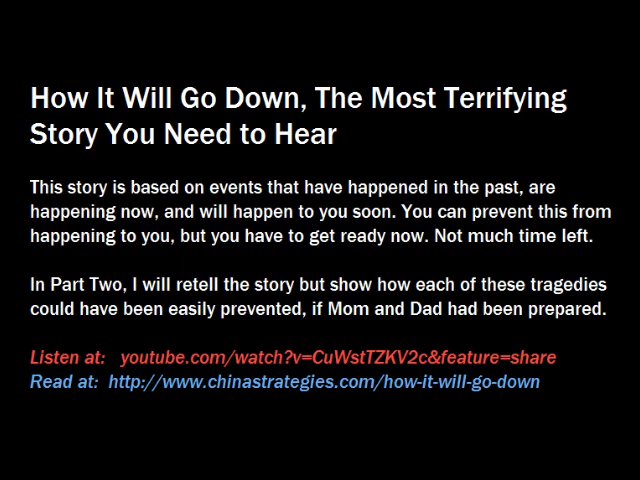 How It Will Go Down, The Most Terrifying
Story You Need to Hear
This story is based on events that have happened in the past, are
happening now, and will happen to you soon. You can prevent this from
happening to you, but you have to get ready now. Not much time left.
In Part Two, I will retell the story but show how each of these tragedies
could have been easily prevented, if Mom and Dad had been prepared.
Listen at: youtube.com/watch?v=CuWstTZKV2c&feature=share
Read at: http://www.chinastrategies.com/how-it-will-go-down